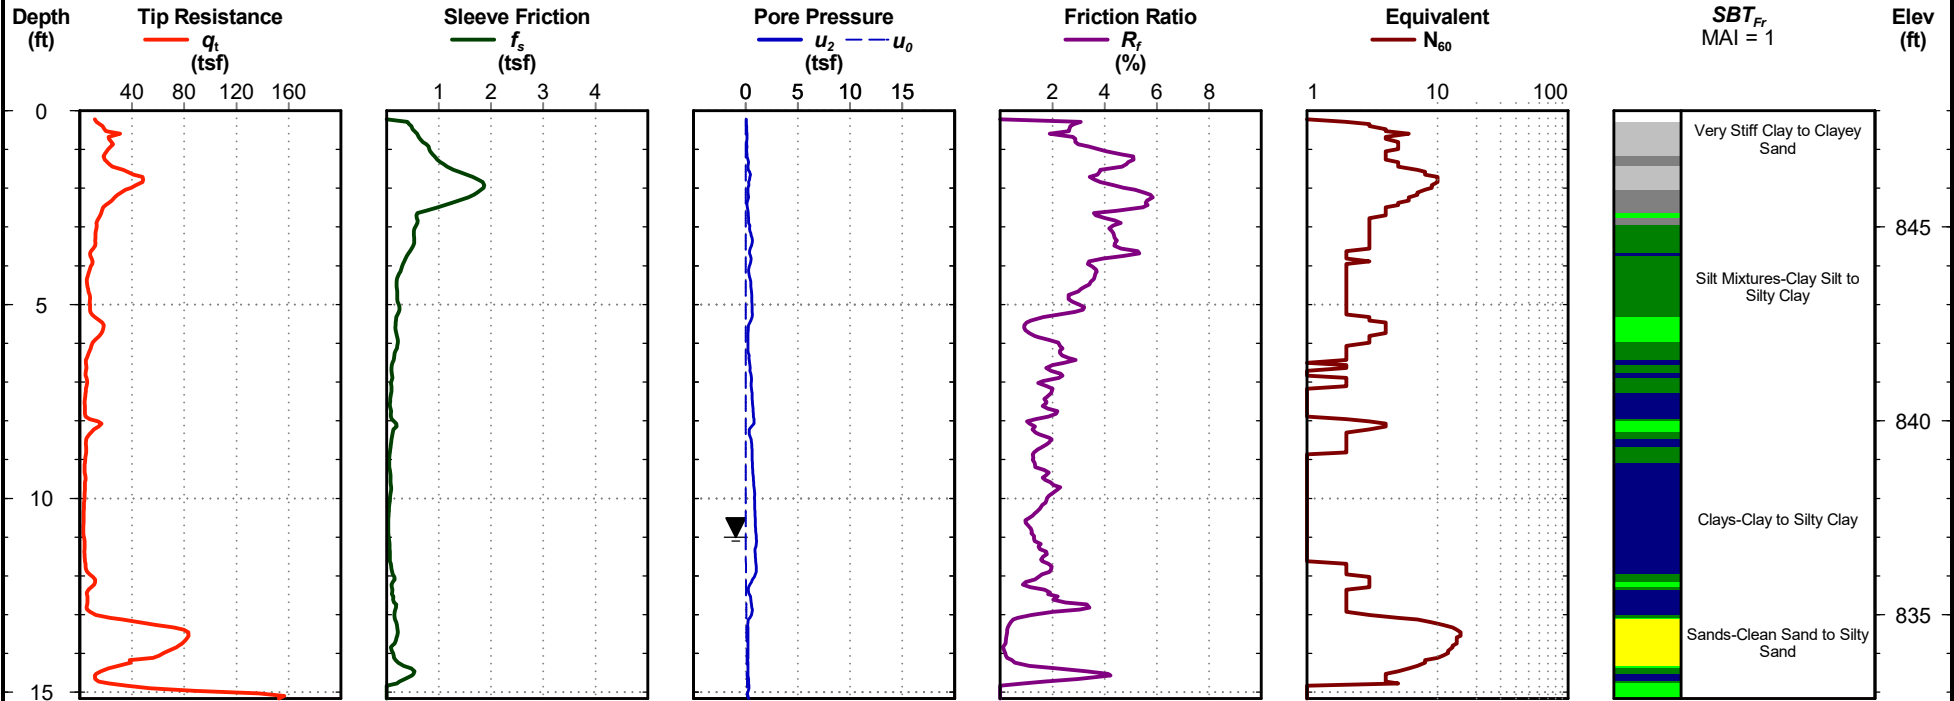 Depth
(ft)
Tip Resistance
qt
(tsf)
Sleeve Friction
fs
(tsf)
Pore Pressure
u2 u0
(tsf)
Friction Ratio
Rf
(%)
Equivalent
N60
SBTFr
MAI = 1
Elev
(ft)
40 80 120 160
1 2 3 4
0 5 10 15
2 4 6 8
1 10 100
0
5
10
15
Very Stiff Clay to Clayey
Sand
Silt Mixtures-Clay Silt to
Silty Clay
Clays-Clay to Silty Clay
Sands-Clean Sand to Silty
Sand
845
840
835